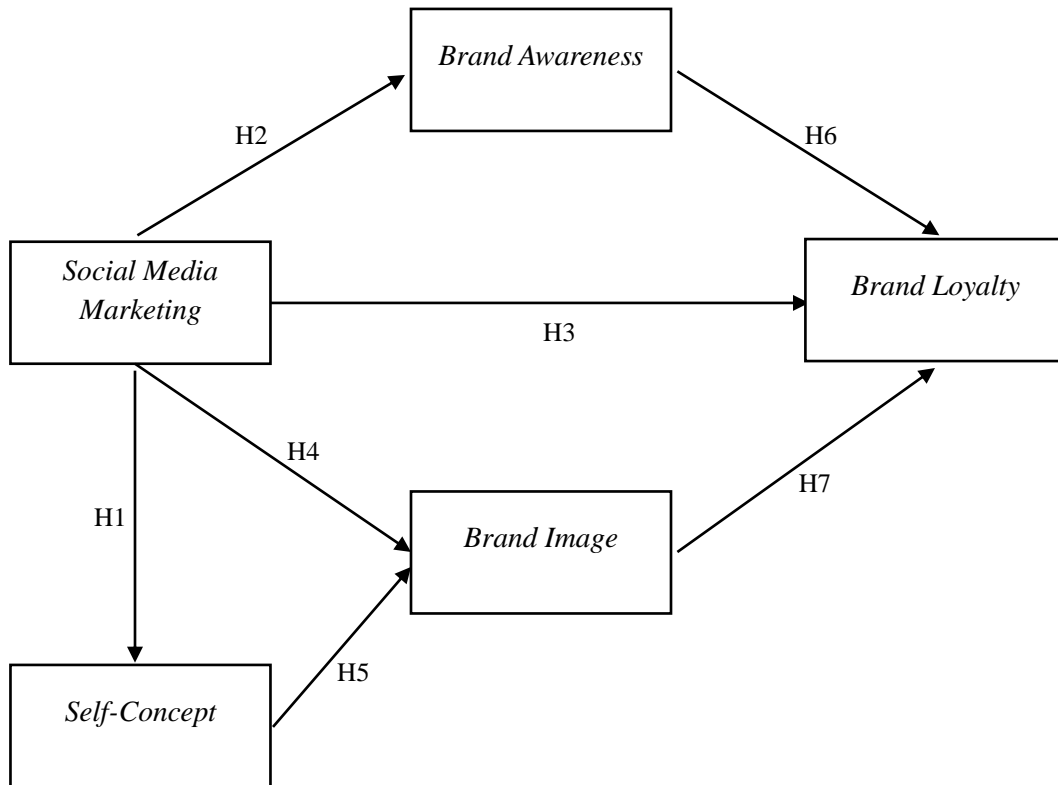 Brand Awareness
H2
H6
Social Media
Marketing
Brand Loyalty
H3
H4
H7
H1
Brand Image
H5
Self-Concept